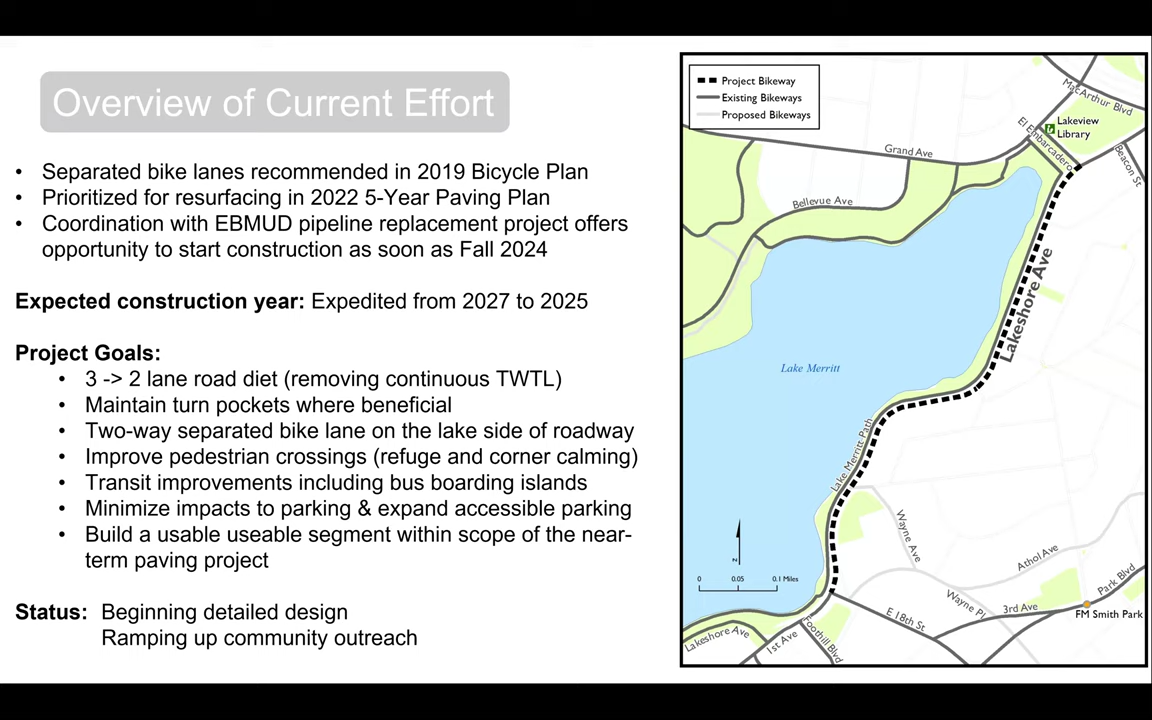 Overview of Current Effort
• Separated bike lanes recommended in 2019 Bicycle Plan
• Prioritized for resurfacing in 2022 5-Year Paving Plan
• Coordination with EBMUD pipeline replacement project offers
opportunity to start construction as soon as Fall 2024
Expected construction year: Expedited from 2027 to 2025
Project Goals:
• 3 -> 2 lane road diet (removing continuous TWTL)
• Maintain turn pockets where beneficial
• Two-way separated bike lane on the lake side of roadway
• Improve pedestrian crossings (refuge and corner calming)
• Transit improvements including bus boarding islands
• Minimize impacts to parking & expand accessible parking
• Build a usable useable segment within scope of the near-
term paving project
Status: Beginning detailed design
Ramping up community outreach
Project Bikeway
Existing Bikeways
Proposed Bikeways
MacArthur Blvd
Lakeview
Library
El Embarcadero
Beacon St
Grand Ave
Bellevue Ave
Lakeshore Ave
Lake Merritt
Lake Merritt Path
Wayne Ave
Athol Ave
Park Blvd
Wayne Pl
3rd Ave
FM Smith Park
E 18th St
Foothill Blvd
1st Ave
Lakeshore Ave
N
0 0.05 0.1 Miles